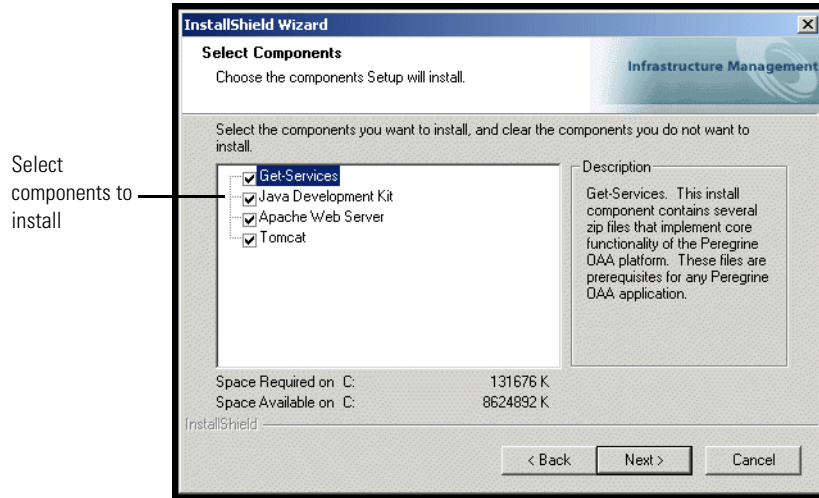 InstallShield Wizard
Select Components
Choose the components Setup will install.
Infrastructure Management
Select the components you want to install, and clear the components you do not want to
install.
Select
components to
install
Get-Services
Java Development Kit
Apache Web Server
Tomcat
Description
Get-Services. This install
component contains several
zip files that implement core
functionality of the Peregrine
OAA platform. These files are
prerequisites for any Peregrine
OAA application.
Space Required on C: 131676 K
Space Available on C: 8624892 K
InstallShield
< Back
Next >
Cancel